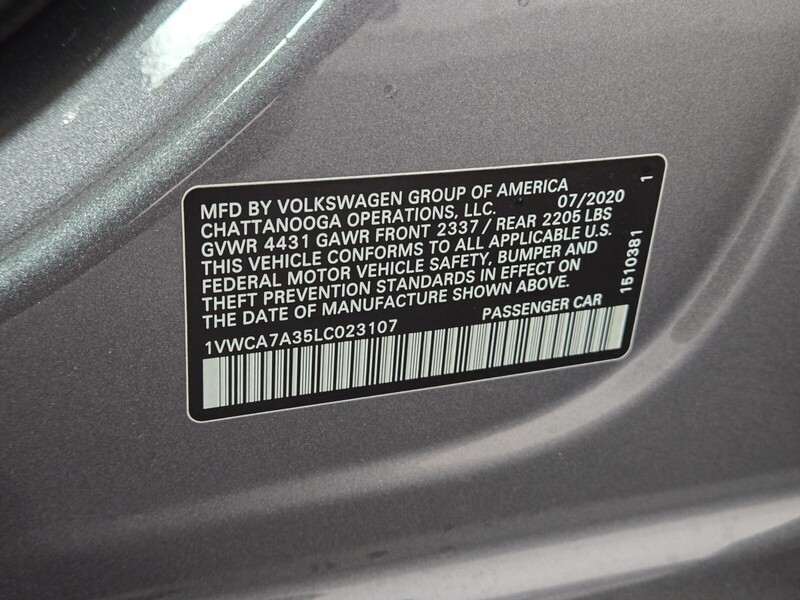 MFD BY VOLKSWAGEN GROUP OF AMERICA
CHATTANOOGA OPERATIONS, LLC. 07/2020 1
GVWR 4431 GAWR FRONT 2337 / REAR 2205 LBS
THIS VEHICLE CONFORMS TO ALL APPLICABLE U.S.
FEDERAL MOTOR VEHICLE SAFETY, BUMPER AND
THEFT PREVENTION STANDARDS IN EFFECT ON
THE DATE OF MANUFACTURE SHOWN ABOVE.
1VWCA7A35LC023107 PASSENGER CAR
1510381